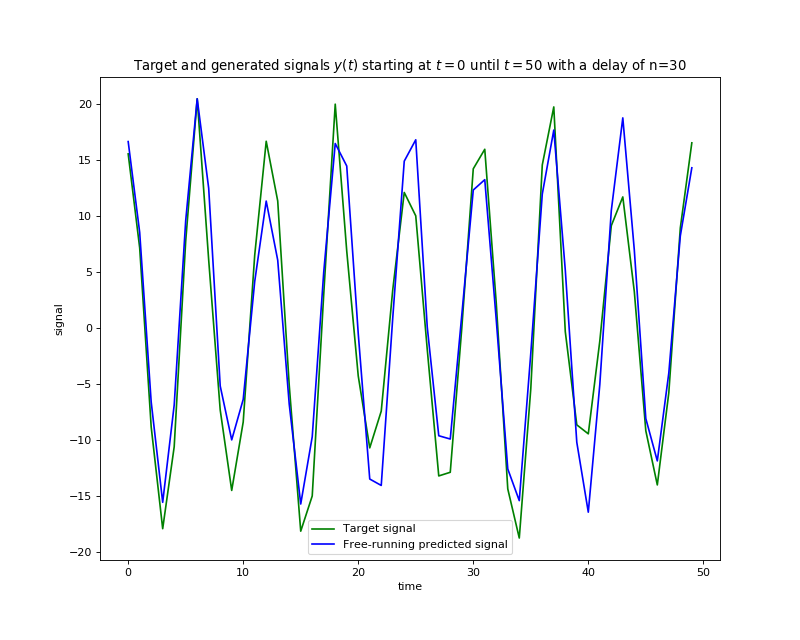 Target and generated signals y(t) starting at t = 0 until t = 50 with a delay of n=30
signal
20
15
10
5
0
−5
−10
−15
−20
Target signal
Free-running predicted signal
0 10 20 30 40 50
time